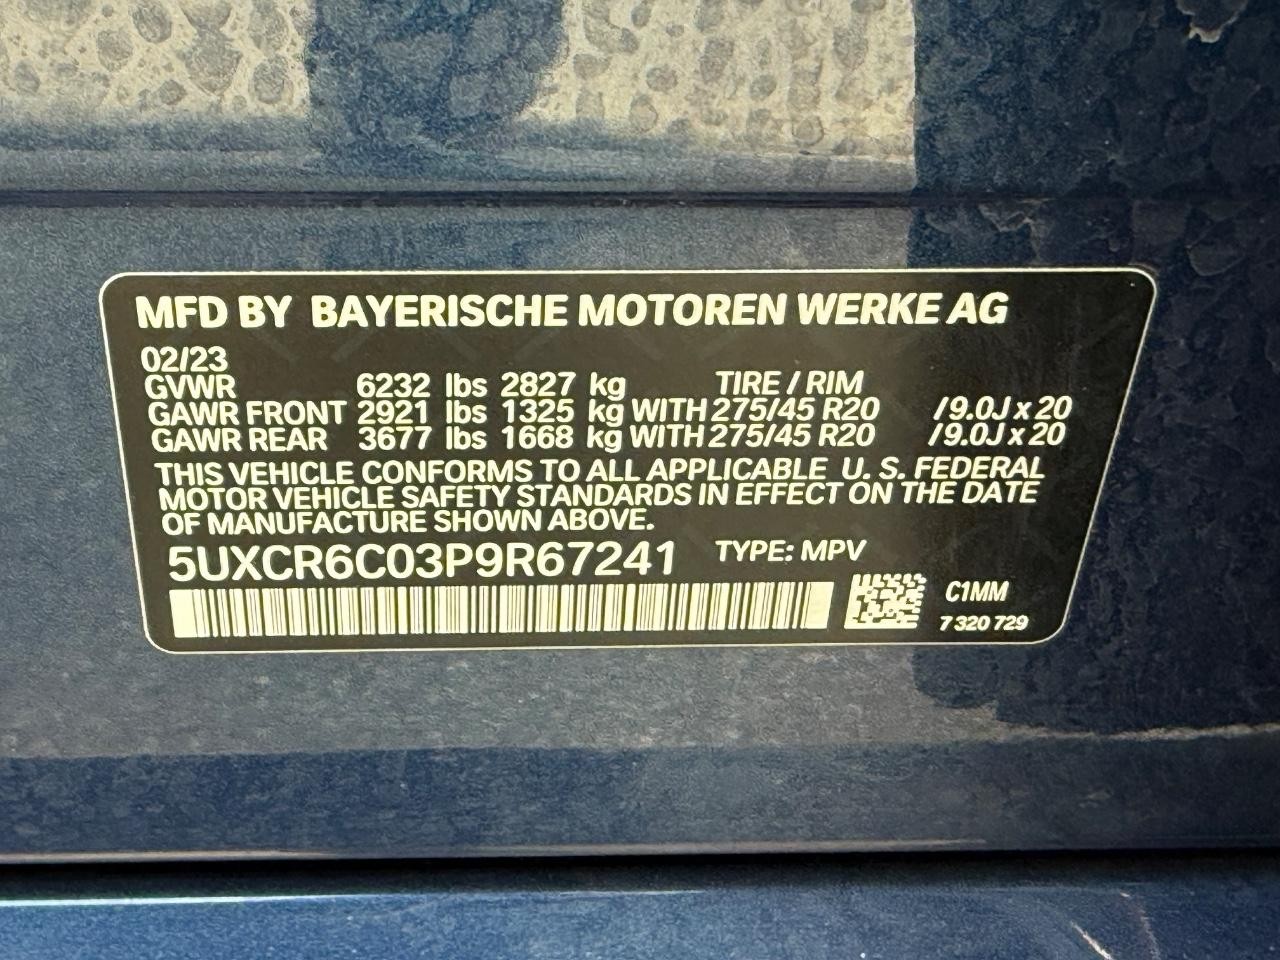 MFD BY BAYERISCHE MOTOREN WERKE AG
02/23
GVWR 6232 lbs 2827 kg TIRE / RIM
GAWR FRONT 2921 lbs 1325 kg WITH 275/45 R20 /9.0J x 20
GAWR REAR 3677 lbs 1668 kg WITH 275/45 R20 /9.0J x 20
THIS VEHICLE CONFORMS TO ALL APPLICABLE U. S. FEDERAL
MOTOR VEHICLE SAFETY STANDARDS IN EFFECT ON THE DATE
OF MANUFACTURE SHOWN ABOVE.
5UXCR6C03P9R67241 TYPE: MPV
C1MM
7 320 729